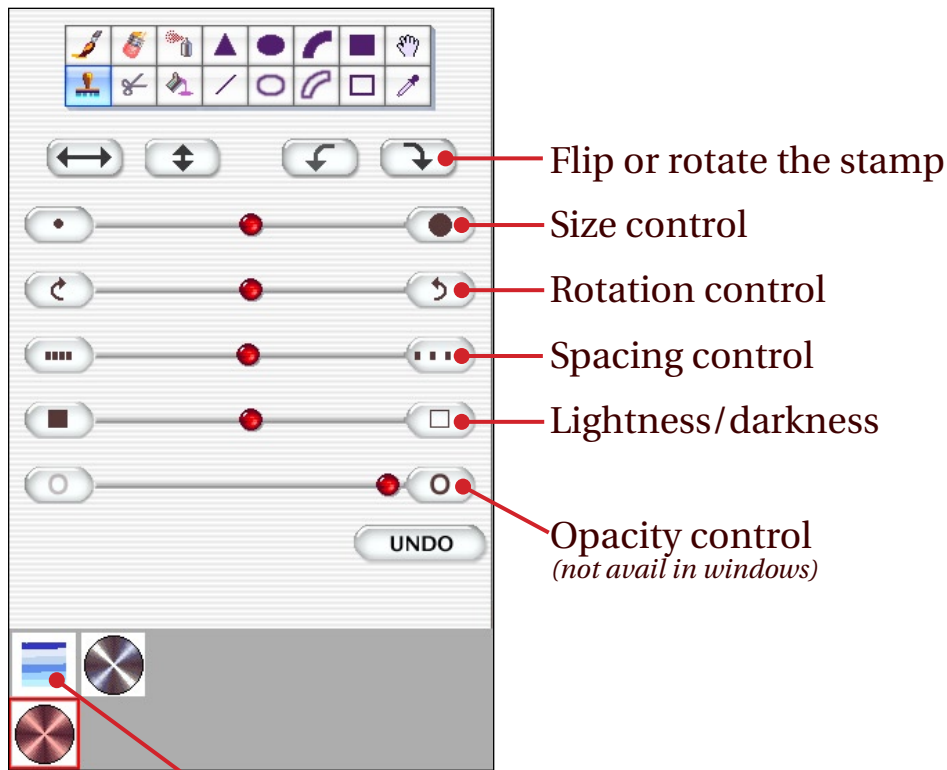 Flip or rotate the stamp
Size control
Rotation control
Spacing control
Lightness/darkness
Opacity control
(not avail in windows)
UNDO